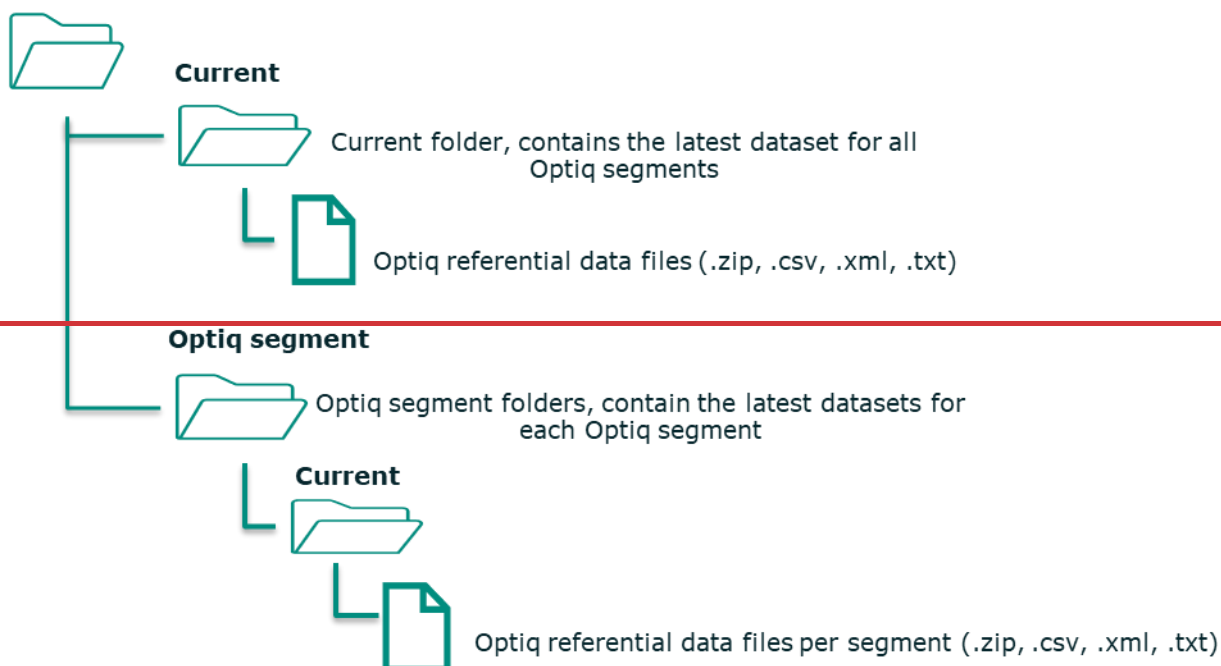 Current
Current folder, contains the latest dataset for all
Optiq segments
Optiq referential data files (.zip, .csv, .xml, .txt)
Optiq segment
Optiq segment folders, contain the latest datasets for
each Optiq segment
Current
Optiq referential data files per segment (.zip, .csv, .xml, .txt)